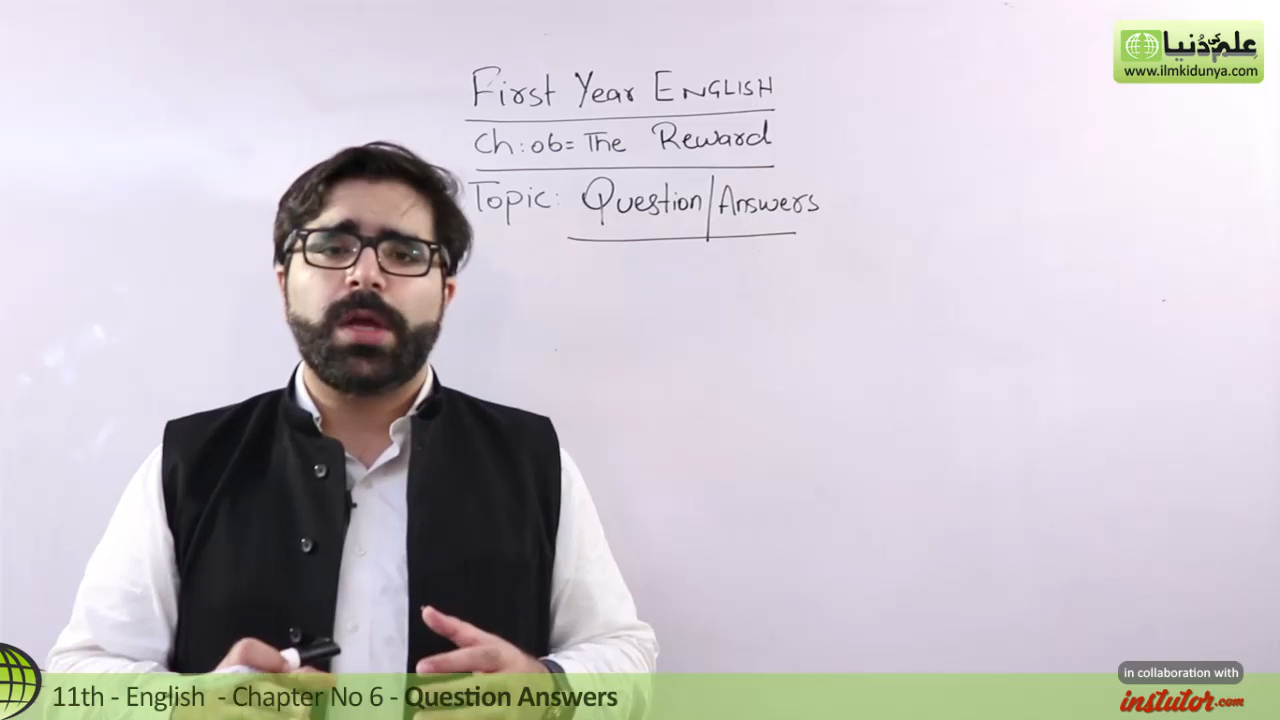 علم کی دُنیا
www.ilmkidunya.com
First Year ENGLISH
Ch:06= The Reward
Topic: Question/Answers
in collaboration with
instutor.com
11th - English - Chapter No 6 - Question Answers